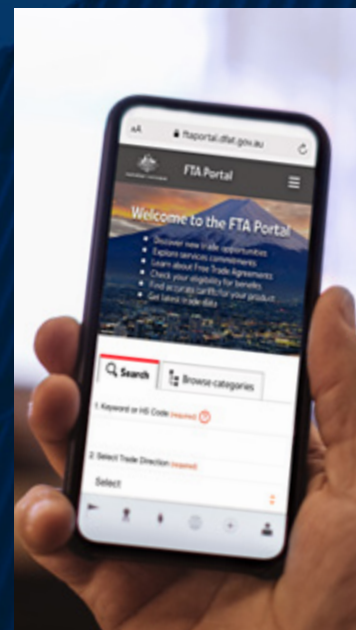 AA ftaportal.dfat.gov.au
FTA Portal
Welcome to the FTA Portal
Discover new trade opportunities
Explore services commitments
Learn about Free Trade Agreements
Check your eligibility for benefits
Find accurate tariffs for your product
Get latest trade data
Search Browse categories
1. Keyword or HS Code (required) ?
2. Select Trade Direction (required)
Select